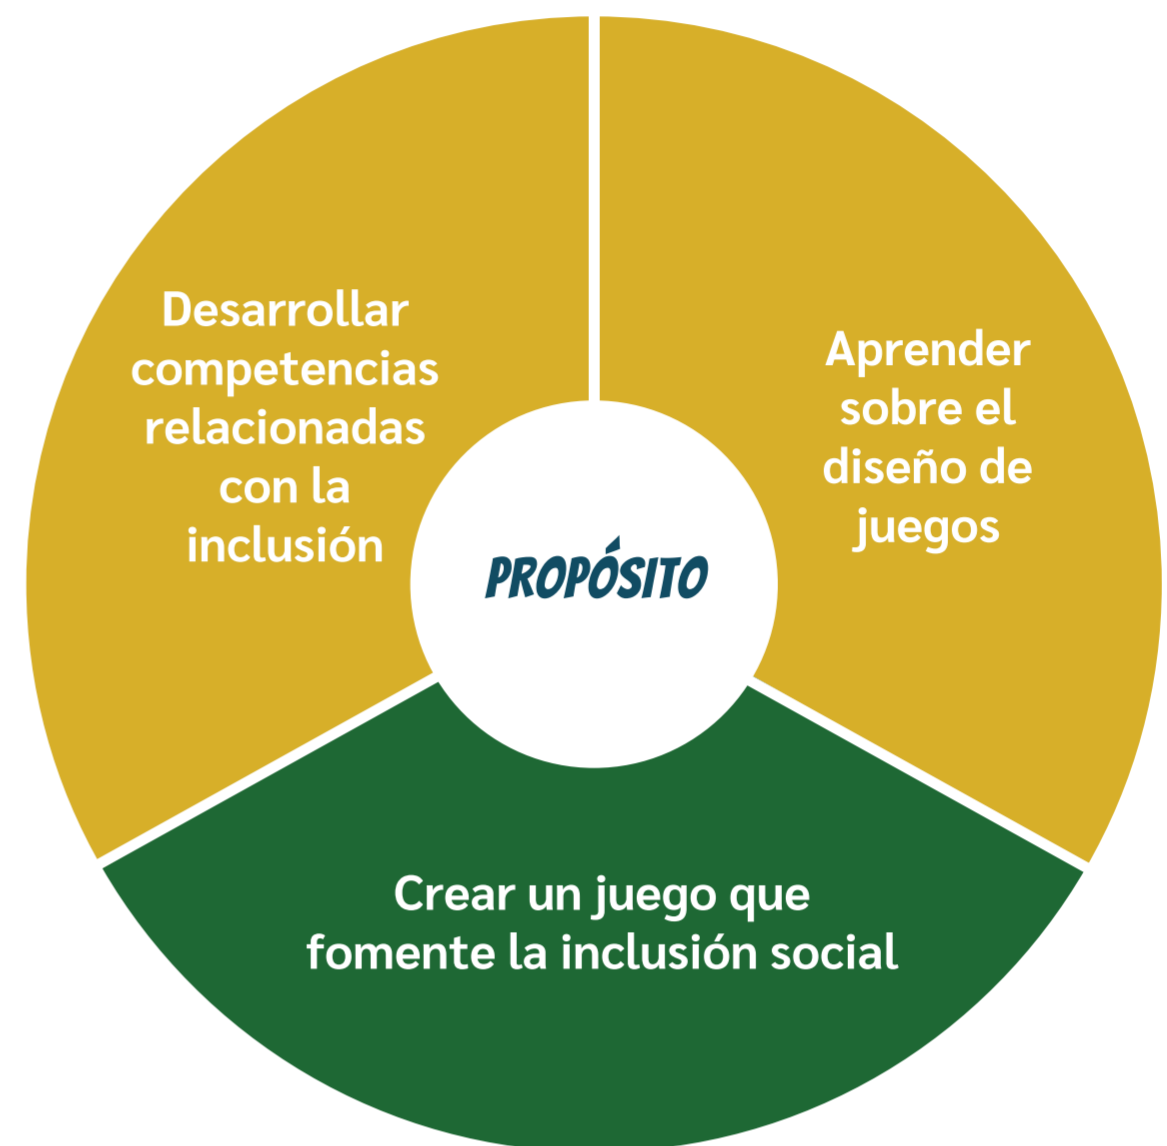 Desarrollar
competencias
relacionadas
con la
inclusión
Aprender
sobre el
diseño de
juegos
PROPÓSITO
Crear un juego que
fomente la inclusión social